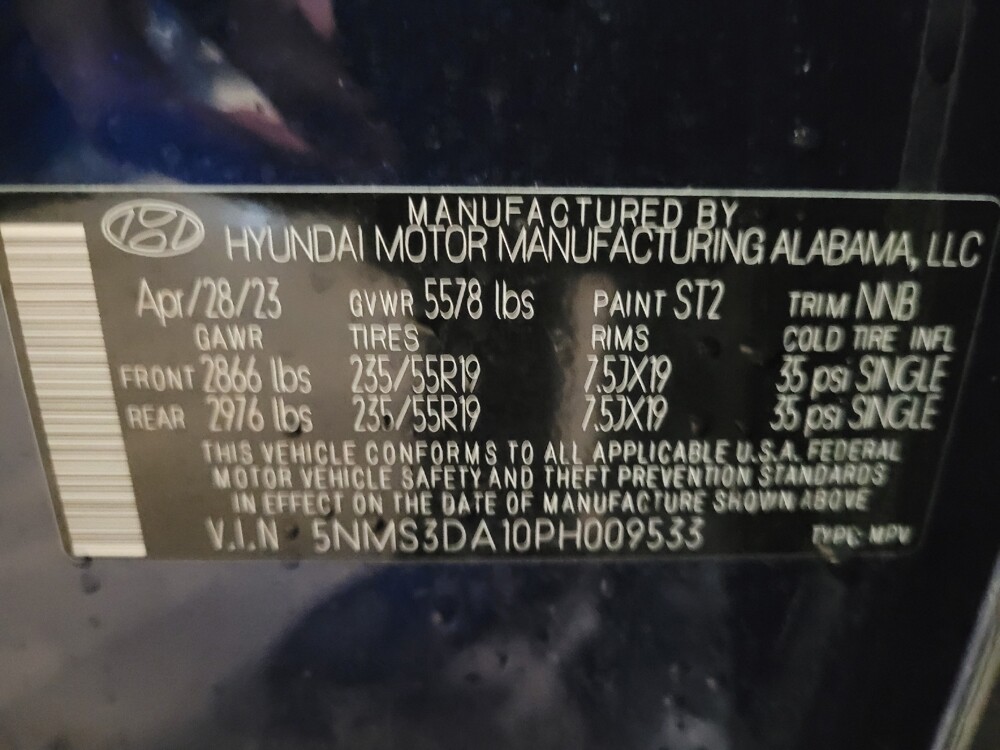 MANUFACTURED BY
HYUNDAI MOTOR MANUFACTURING ALABAMA, LLC
Apr/28/23 GVWR 5578 lbs PAINT ST2 TRIM NNB
GAWR TIRES RIMS COLD TIRE INFL
FRONT 2866 lbs 235/55R19 7.5JX19 35 psi SINGLE
REAR 2976 lbs 235/55R19 7.5JX19 35 psi SINGLE
THIS VEHICLE CONFORMS TO ALL APPLICABLE U.S.A. FEDERAL
MOTOR VEHICLE SAFETY AND THEFT PREVENTION STANDARDS
IN EFFECT ON THE DATE OF MANUFACTURE SHOWN ABOVE
V.I.N 5NMS3DA10PH009533 TYPE: MPV